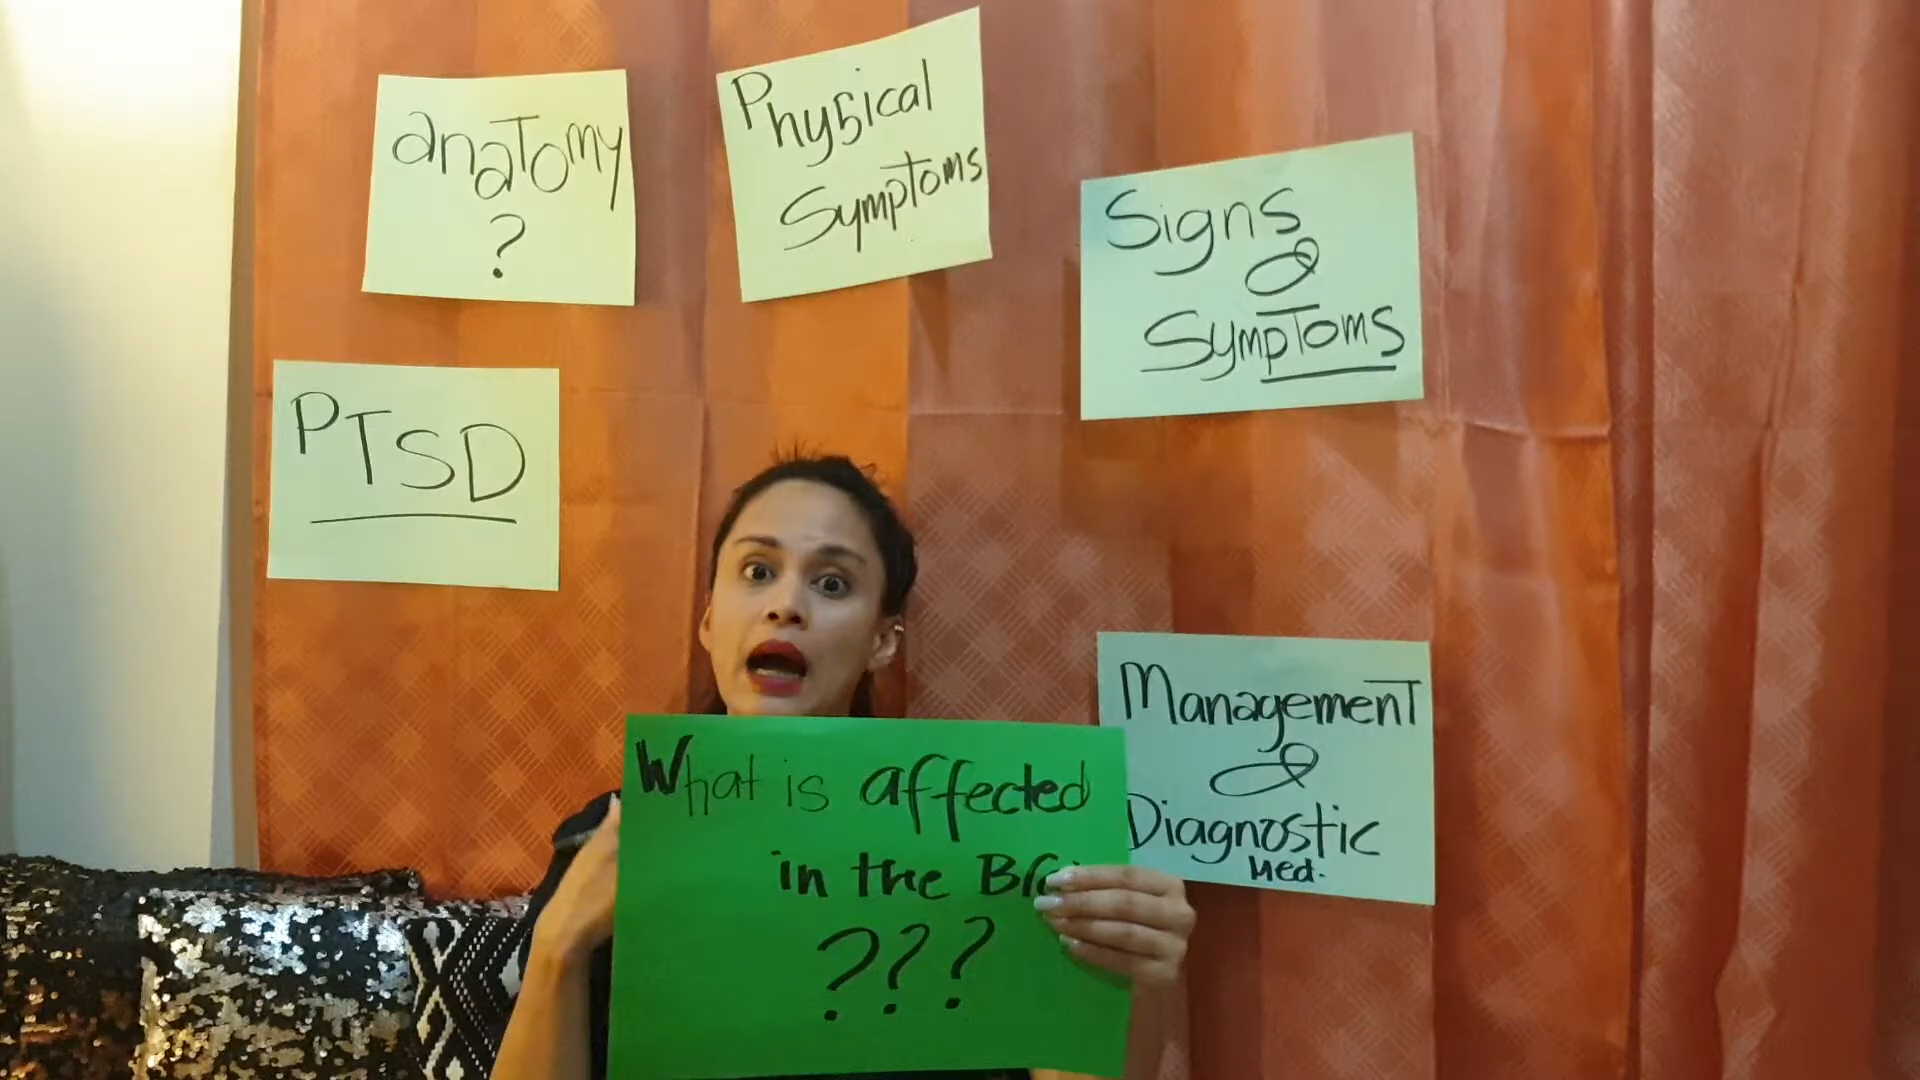 anatomy
?
Physical
Symptoms
Signs
&
Symptoms
PTSD
What is affected
in the
???
Management
&
Diagnostic
Med.